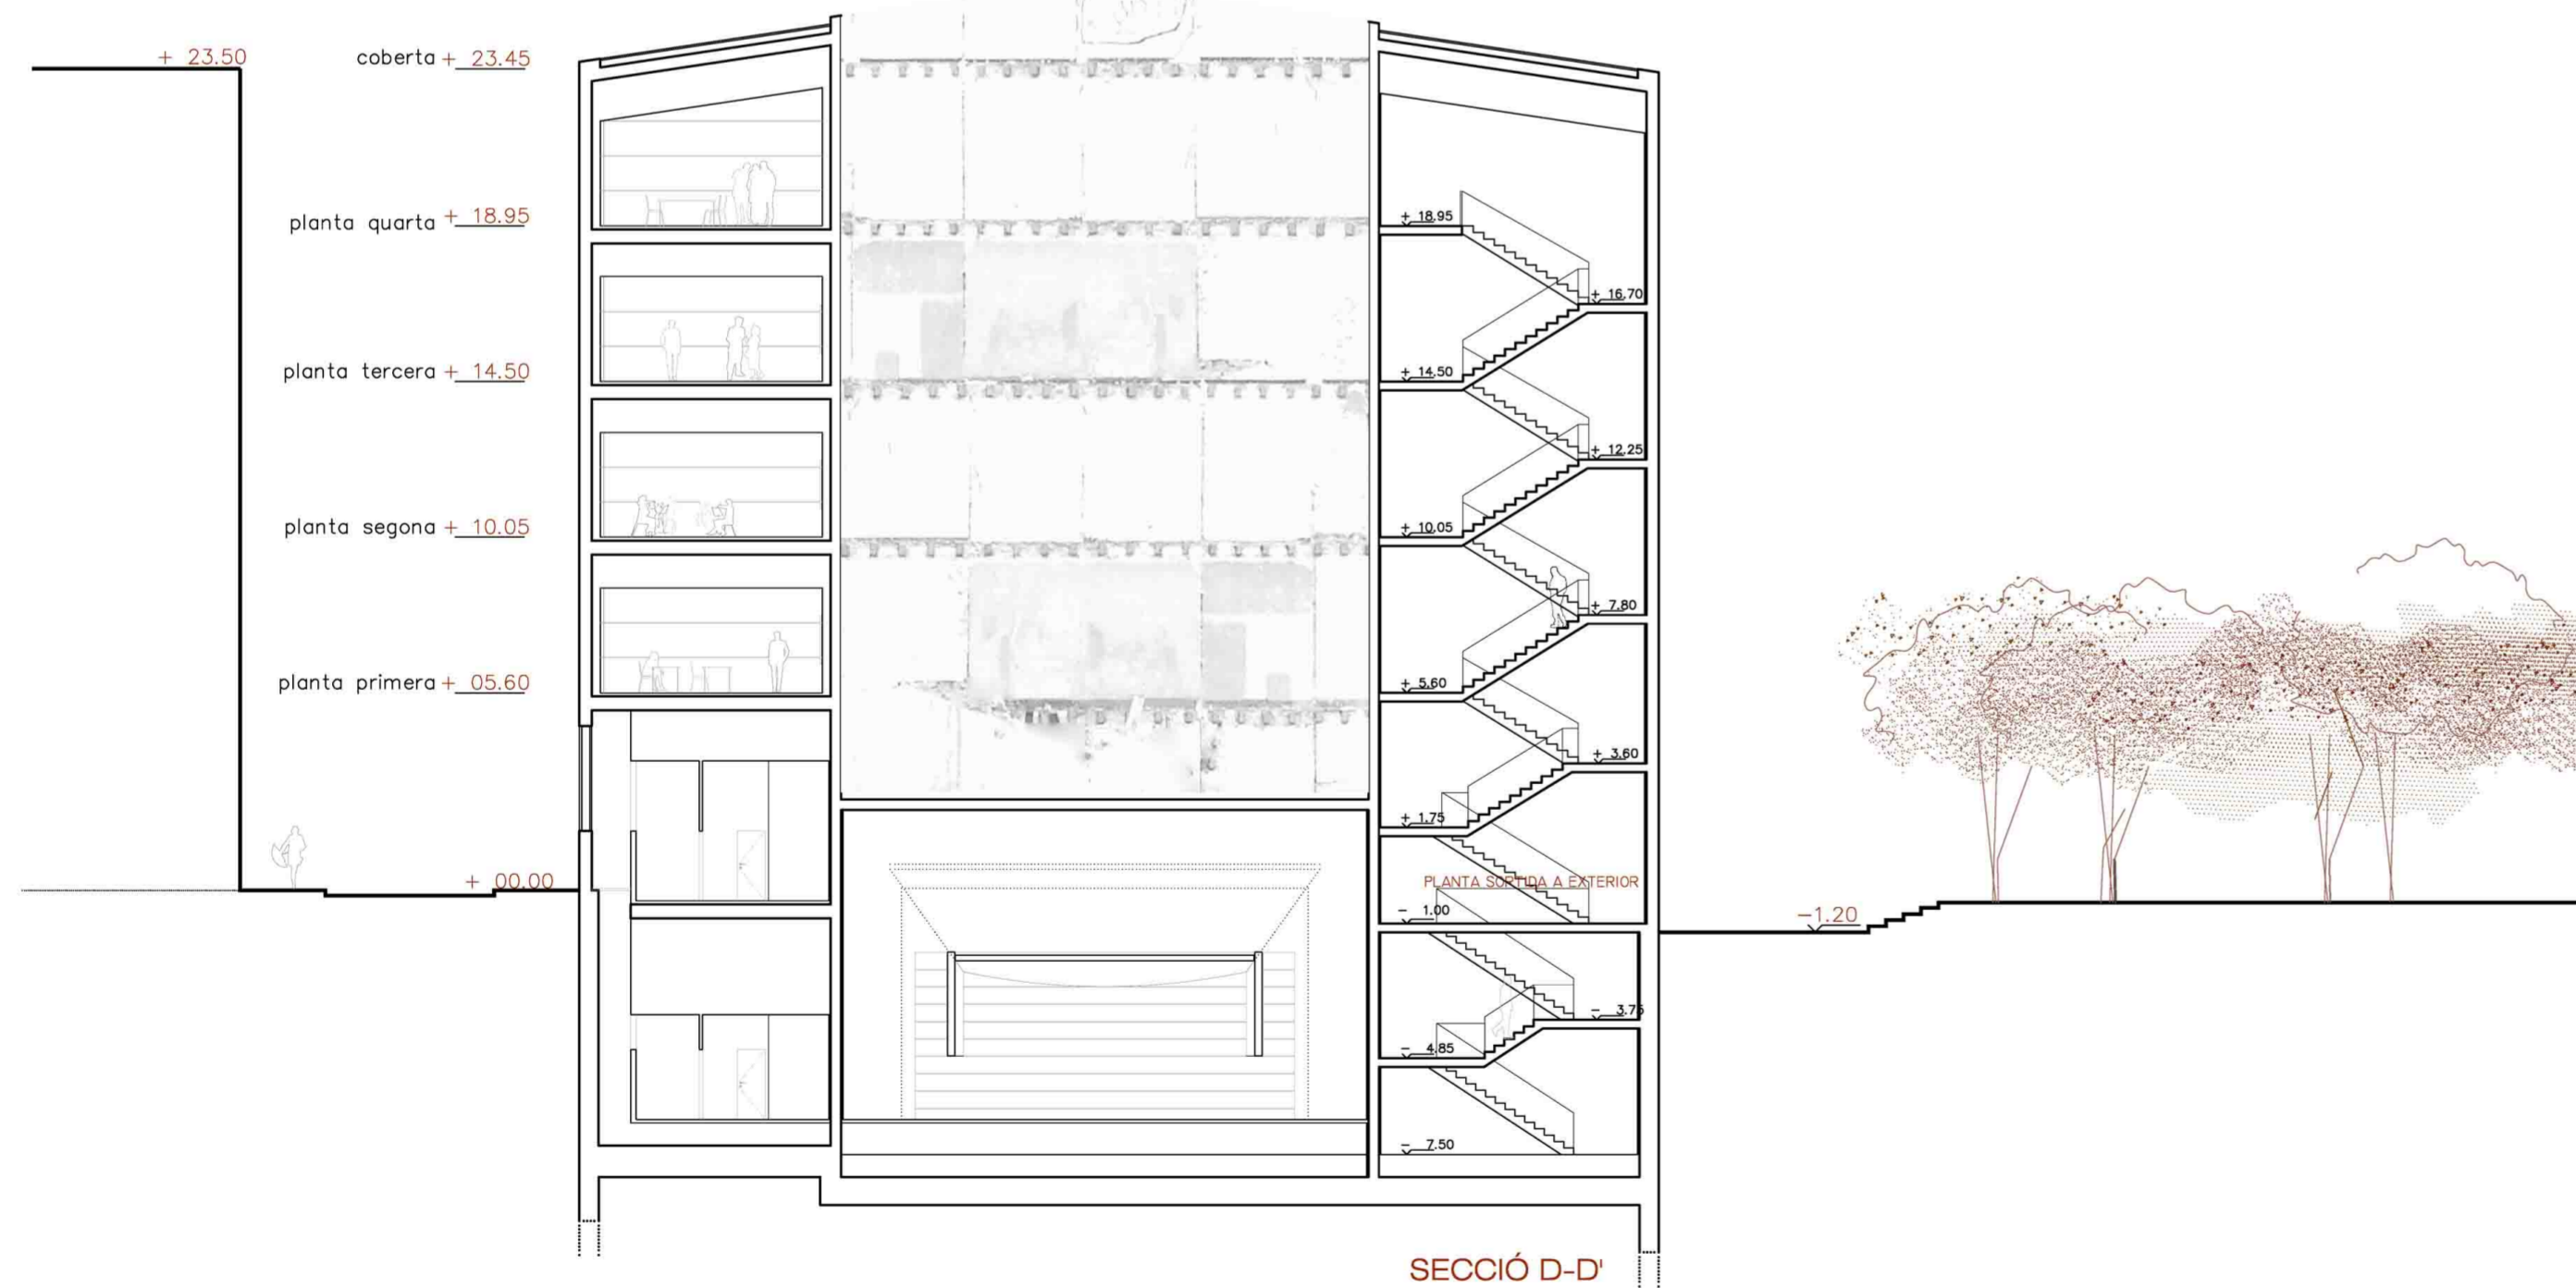 + 23.50
coberta + 23.45
planta quarta + 18.95
planta tercera + 14.50
planta segona + 10.05
planta primera + 05.60
+ 00.00
+ 18.95
+ 16.70
+ 14.50
+ 12.25
+ 10.05
+ 7.80
+ 5.60
+ 3.60
+ 1.75
PLANTA SORTIDA A EXTERIOR
- 1.00
-1.20
- 3.75
- 4.85
- 7.50
SECCIÓ D-D'